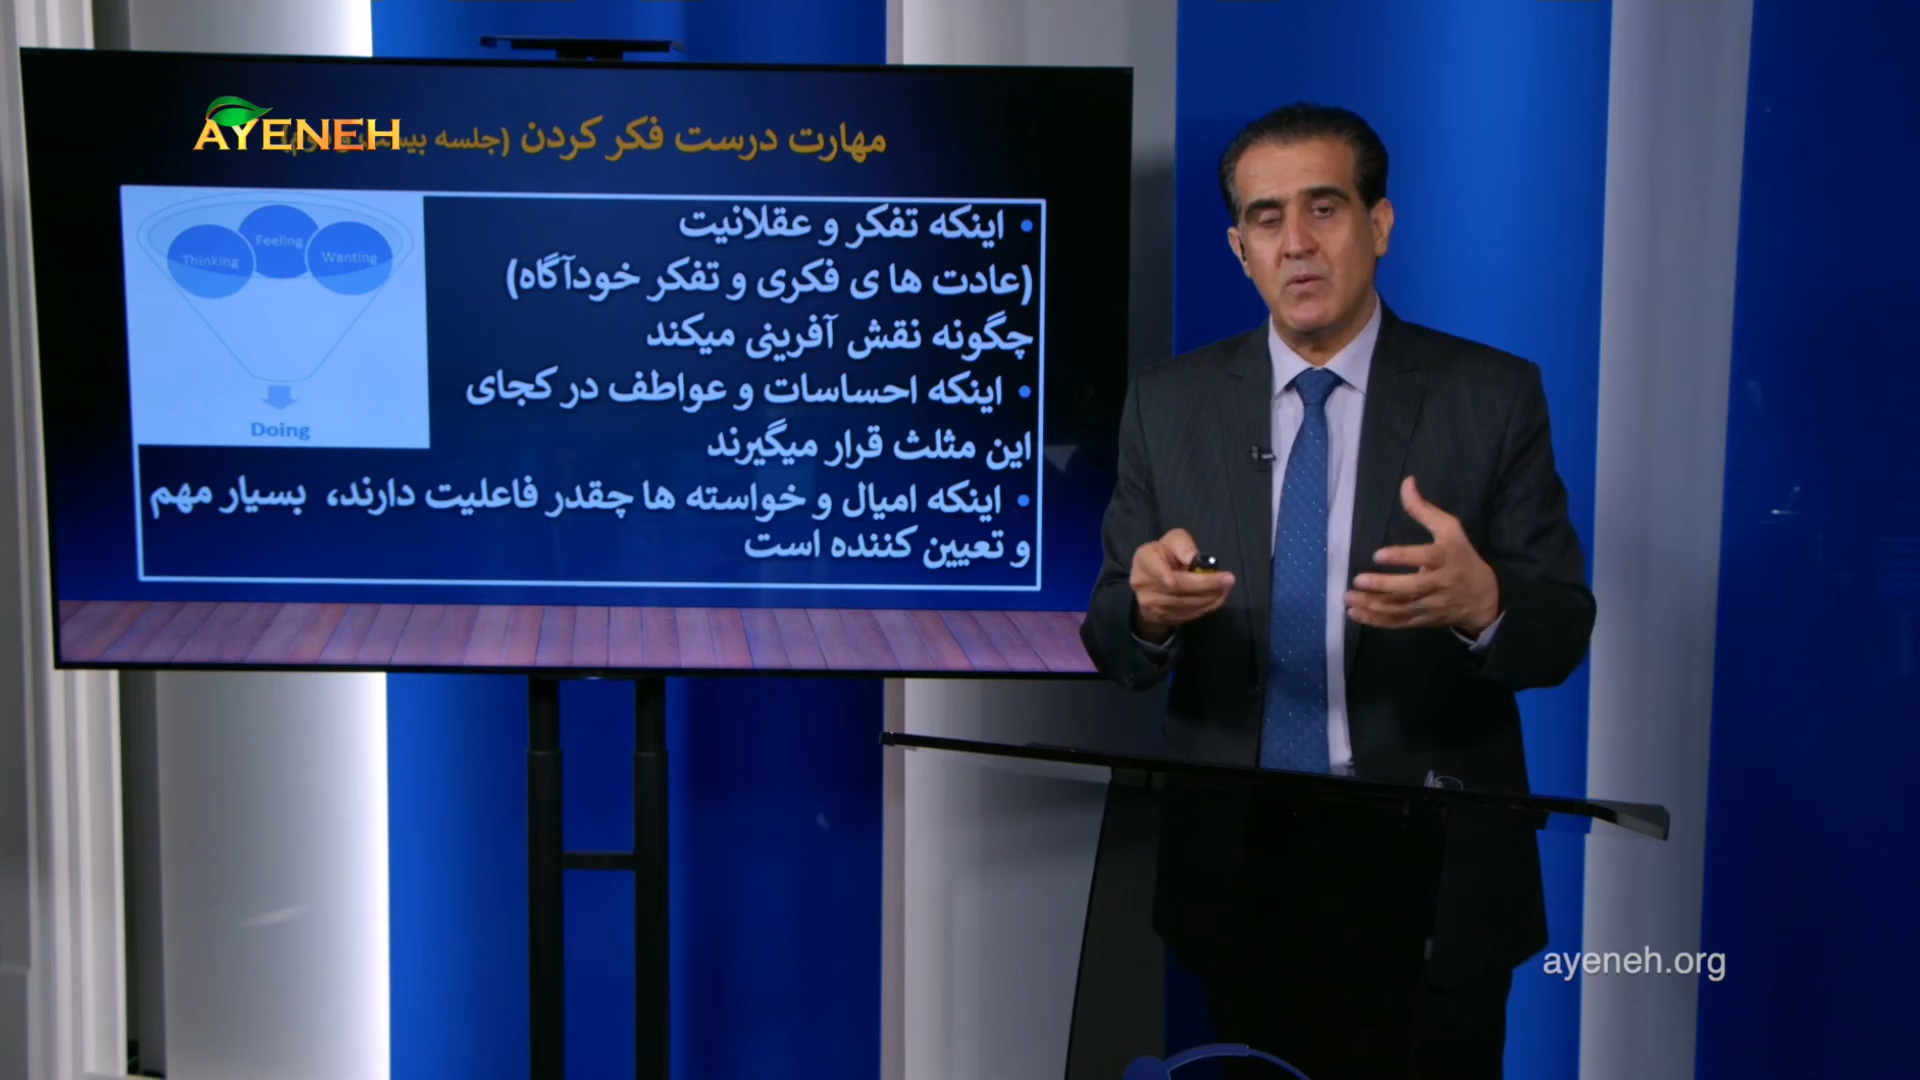 AYENEH
مهارت درست فکر کردن (جلسه
Thinking
Feeling
Wanting
Doing
• اینکه تفکر و عقلانیت
(عادت ها ی فکری و تفکر خودآگاه)
چگونه نقش آفرینی میکند
• اینکه احساسات و عواطف در کجای
این مثلث قرار میگیرند
• اینکه امیال و خواسته ها چقدر فاعلیت دارند، بسیار مهم
و تعیین کننده است
ayeneh.org